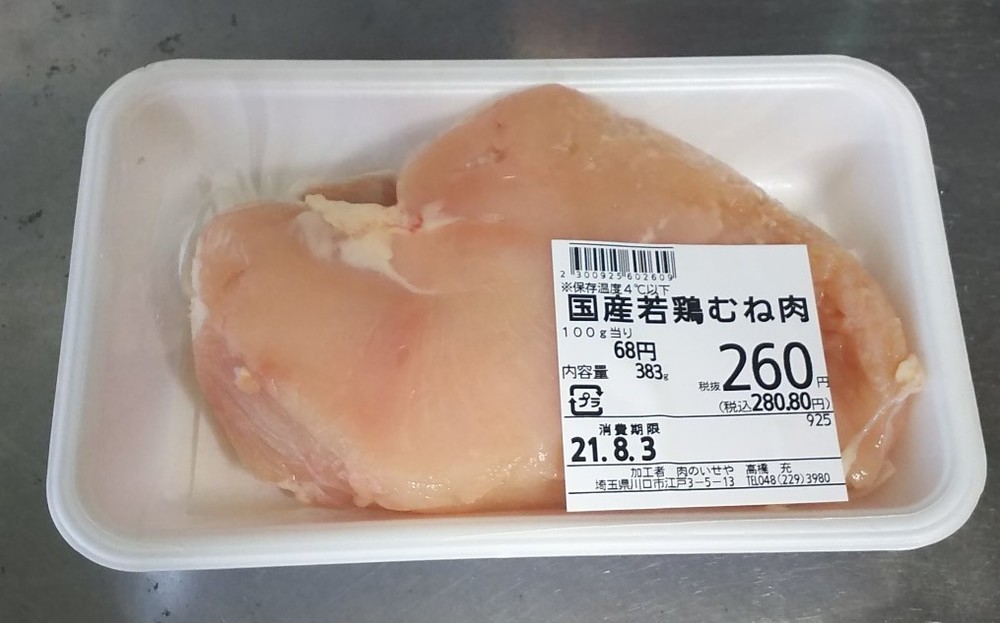 2 300925 602609
※保存温度4℃以下
国産若鶏むね肉
100g当り
68円
内容量 383g
税抜260円
(税込280.80円)
925
プラ
消費期限
21.8.3
加工者 肉のいせや 高橋 充
埼玉県川口市江戸3-5-13 TEL048(229)3980